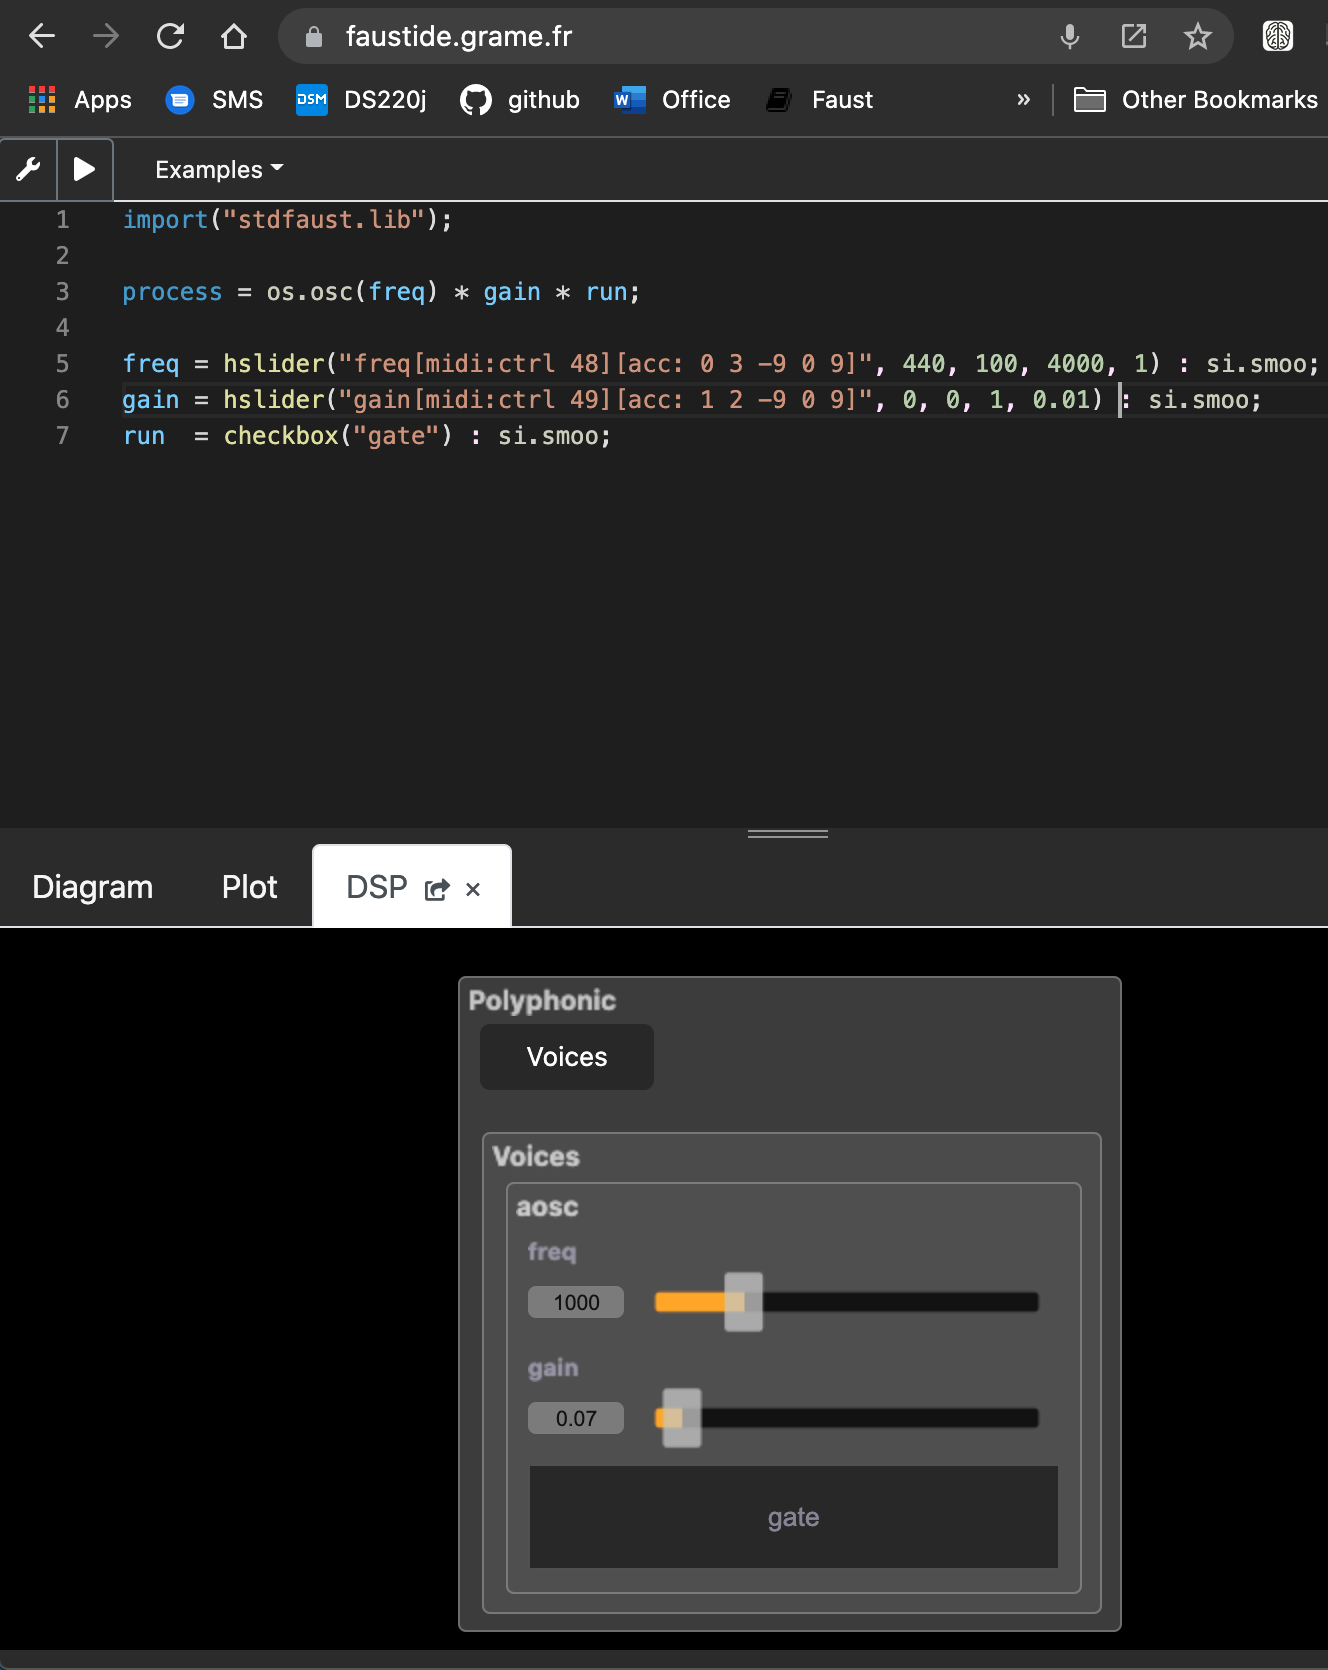 faustide.grame.fr
Apps SMS DSM DS220j github W Office Faust » Other Bookmarks
Examples
1 import("stdfaust.lib");
2
3 process = os.osc(freq) * gain * run;
4
5 freq = hslider("freq[midi:ctrl 48][acc: 0 3 -9 0 9]", 440, 100, 4000, 1) : si.smoo;
6 gain = hslider("gain[midi:ctrl 49][acc: 1 2 -9 0 9]", 0, 0, 1, 0.01) : si.smoo;
7 run = checkbox("gate") : si.smoo;
Diagram Plot DSP ×
Polyphonic
Voices
Voices
aosc
freq
1000
gain
0.07
gate